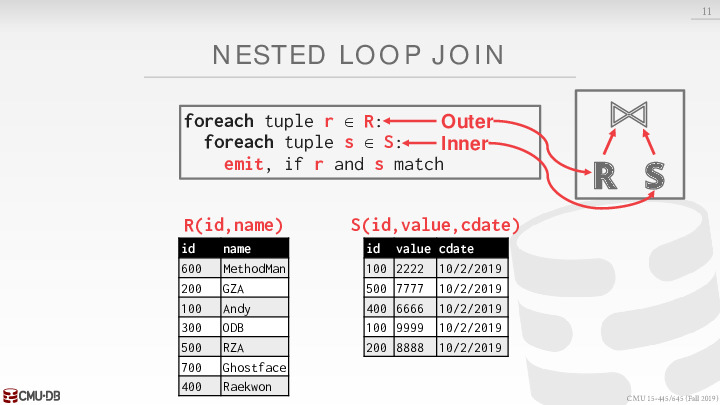 11
NESTED LOOP JOIN
foreach tuple r ∈ R: Outer
foreach tuple s ∈ S: Inner
emit, if r and s match
⨝
R S
R(id,name)
id name
600 MethodMan
200 GZA
100 Andy
300 ODB
500 RZA
700 Ghostface
400 Raekwon
S(id,value,cdate)
id value cdate
100 2222 10/2/2019
500 7777 10/2/2019
400 6666 10/2/2019
100 9999 10/2/2019
200 8888 10/2/2019
CMU·DB
CMU 15-445/645 (Fall 2019)